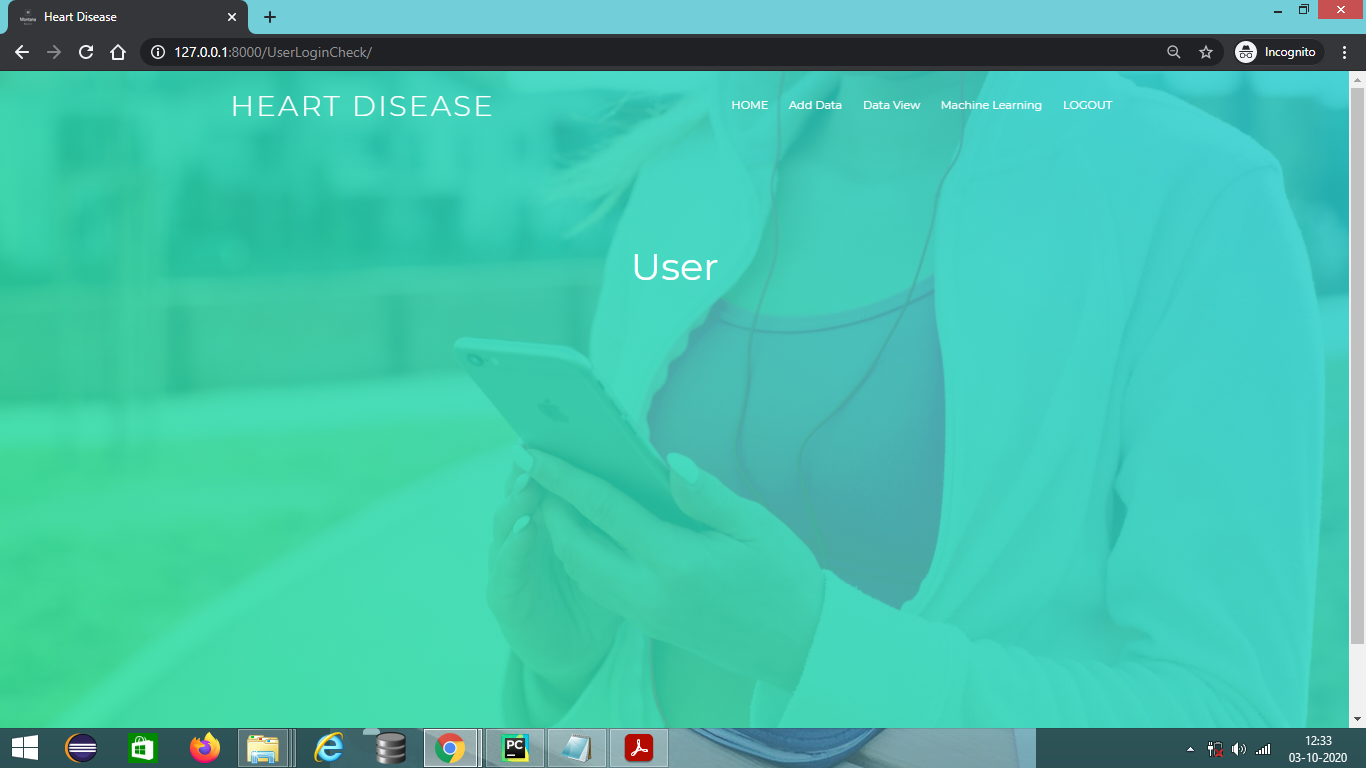 Heart Disease
127.0.0.1:8000/UserLoginCheck/
Incognito
HEART DISEASE
HOME Add Data Data View Machine Learning LOGOUT
User
PC
12:33
03-10-2020